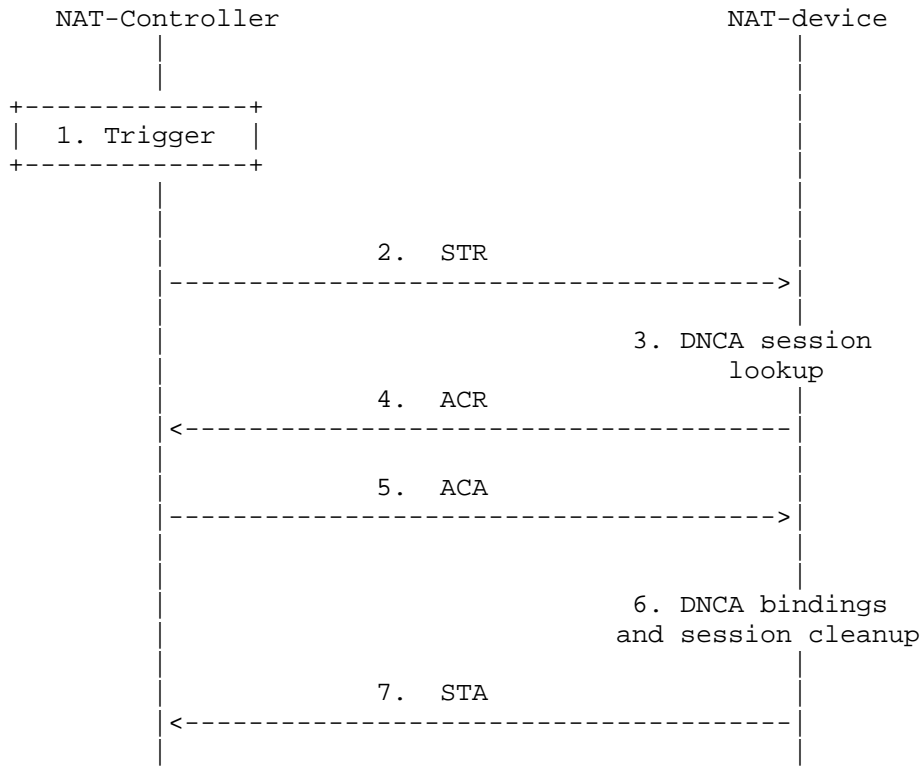 NAT-Controller NAT-device
1. Trigger
2. STR
3. DNCA session
lookup
4. ACR
5. ACA
6. DNCA bindings
and session cleanup
7. STA